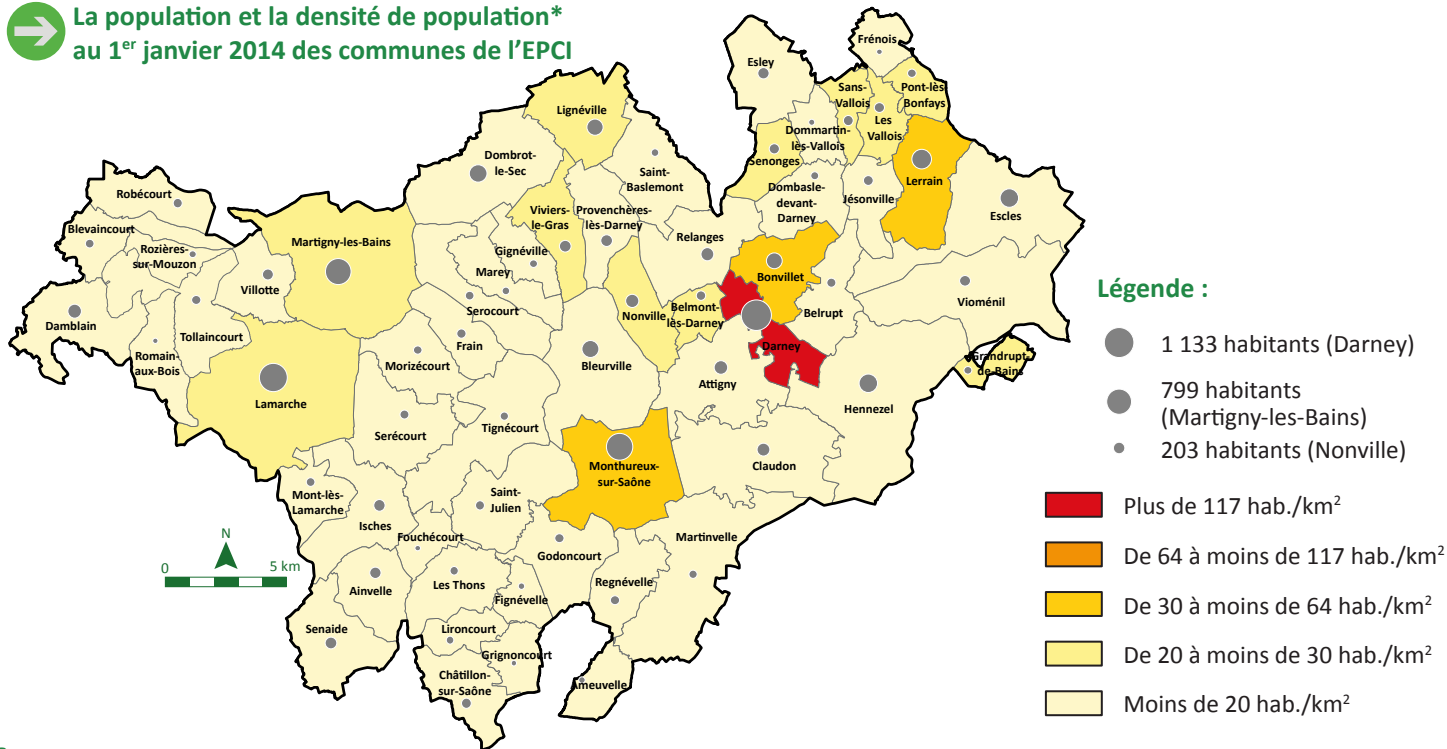 La population et la densité de population*
au 1er janvier 2014 des communes de l’EPCI
Frénois
Esley
Sans-
Vallois
Pont-lès
Bonfays
Les
Vallois
Lignéville
Dommartin-
lès-Vallois
Senonges
Dombrot-
le-Sec
Saint-
Baslemont
Lerrain
Dombasle-
devant-
Darney
Jésonville
Escles
Robécourt
Viviers-
le-Gras
Provenchères-
lès-Darney
Blevaincourt
Rozières-
sur-Mouzon
Martigny-les-Bains
Relanges
Gignéville
Marey
Bonvillet
Villotte
Vioménil
Serocourt
Nonville
Belmont-
lès-Darney
Belrupt
Damblain
Tollaincourt
Frain
Darney
Romain-
aux-Bois
Morizécourt
Bleurville
Attigny
Grandrupt
de-Bains
Lamarche
Hennezel
Serécourt
Tignécourt
Monthureux-
sur-Saône
Claudon
Mont-lès-
Lamarche
Saint-
Julien
Isches
Fouchécourt
Godoncourt
Martinvelle
Ainvelle
Les Thons
Fignévelle
Regnévelle
Senaide
Lironcourt
Grignoncourt
Châtillon-
sur-Saône
Ameuvelle
N
0 5 km
Légende :
1 133 habitants (Darney)
799 habitants
(Martigny-les-Bains)
203 habitants (Nonville)
Plus de 117 hab./km²
De 64 à moins de 117 hab./km²
De 30 à moins de 64 hab./km²
De 20 à moins de 30 hab./km²
Moins de 20 hab./km²